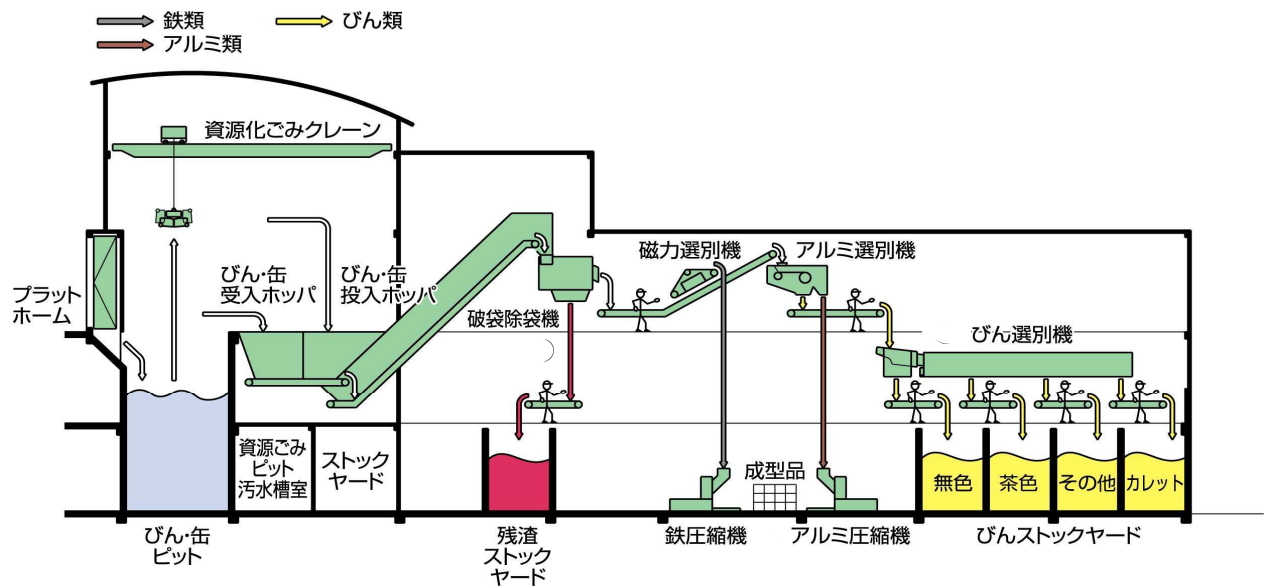 鉄類
びん類
アルミ類
資源化ごみクレーン
プラット
ホーム
びん・缶
受入ホッパ
びん・缶
投入ホッパ
破袋除袋機
磁力選別機
アルミ選別機
びん選別機
資源ごみ
ピット
汚水槽室
ストック
ヤード
成型品
無色
茶色
その他
カレット
びん・缶
ピット
残渣
ストック
ヤード
鉄圧縮機
アルミ圧縮機
びんストックヤード